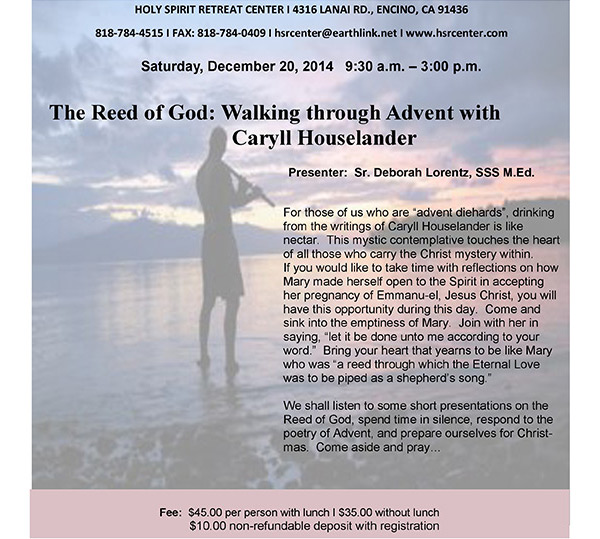 HOLY SPIRIT RETREAT CENTER I 4316 LANAI RD., ENCINO, CA 91436
818-784-4515 I FAX: 818-784-0409 I hsrcenter@earthlink.net I www.hsrcenter.com
Saturday, December 20, 2014 9:30 a.m. – 3:00 p.m.
The Reed of God: Walking through Advent with
Caryll Houselander
Presenter: Sr. Deborah Lorentz, SSS M.Ed.
For those of us who are “advent diehards”, drinking
from the writings of Caryll Houselander is like
nectar. This mystic contemplative touches the heart
of all those who carry the Christ mystery within.
If you would like to take time with reflections on how
Mary made herself open to the Spirit in accepting
her pregnancy of Emmanu-el, Jesus Christ, you will
have this opportunity during this day. Come and
sink into the emptiness of Mary. Join with her in
saying, “let it be done unto me according to your
word.” Bring your heart that yearns to be like Mary
who was “a reed through which the Eternal Love
was to be piped as a shepherd’s song.”
We shall listen to some short presentations on the
Reed of God, spend time in silence, respond to the
poetry of Advent, and prepare ourselves for Christ-
mas. Come aside and pray…
Fee: $45.00 per person with lunch I $35.00 without lunch
$10.00 non-refundable deposit with registration